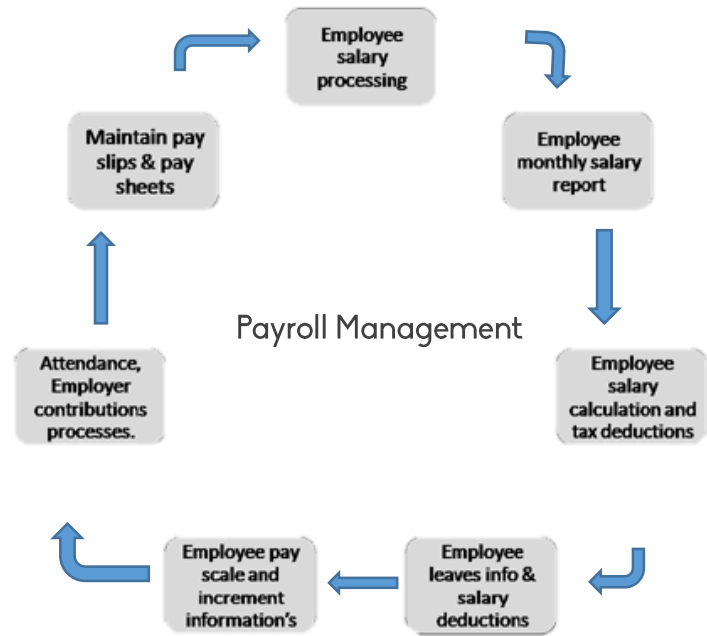 Employee
salary
processing
Employee
monthly salary
report
Employee
salary
calculation and
tax deductions
Employee
leaves info &
salary
deductions
Employee pay
scale and
increment
information's
Attendance,
Employer
contributions
processes.
Maintain pay
slips & pay
sheets
Payroll Management